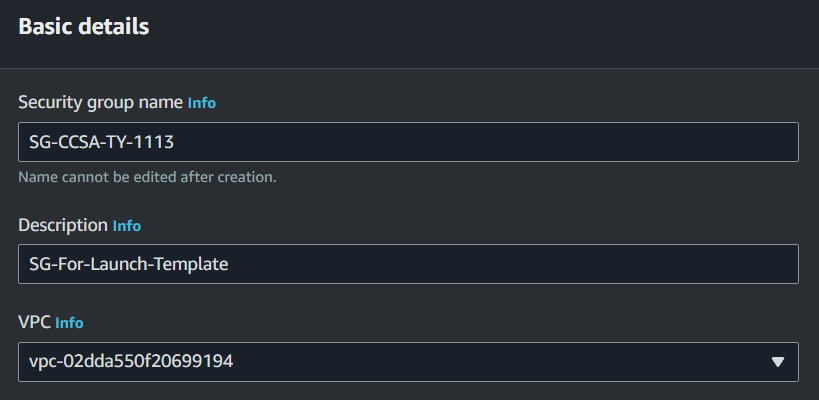 Basic details
Security group name Info
SG-CCSA-TY-1113
Name cannot be edited after creation.
Description Info
SG-For-Launch-Template
VPC Info
vpc-02dda550f20699194